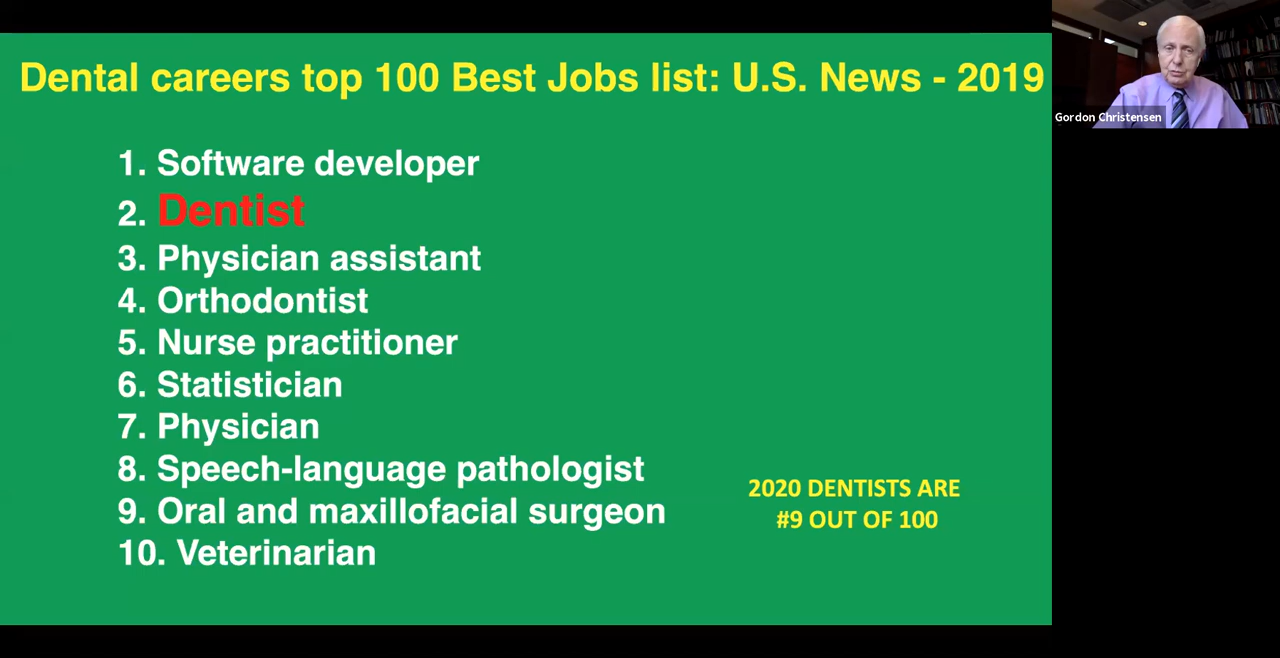 Dental careers top 100 Best Jobs list: U.S. News - 2019
1. Software developer
2. Dentist
3. Physician assistant
4. Orthodontist
5. Nurse practitioner
6. Statistician
7. Physician
8. Speech-language pathologist
9. Oral and maxillofacial surgeon
10. Veterinarian
2020 DENTISTS ARE
#9 OUT OF 100
Gordon Christensen